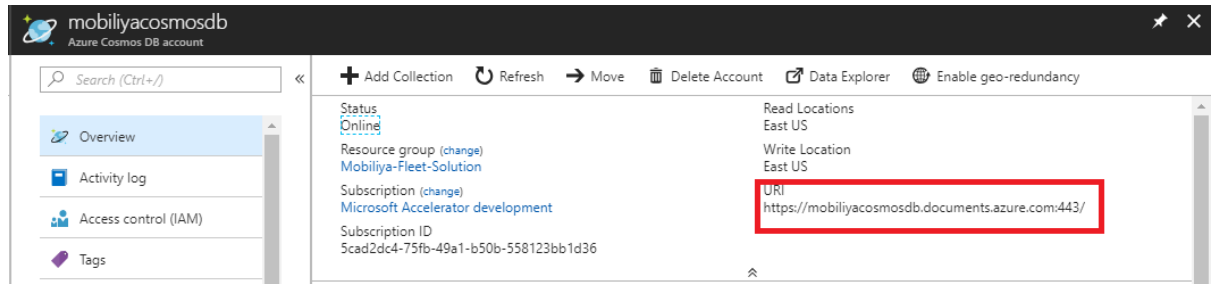 mobiliyacosmosdb
Azure Cosmos DB account
Search (Ctrl+/)
Overview
Activity log
Access control (IAM)
Tags
Add Collection Refresh Move Delete Account Data Explorer Enable geo-redundancy
Status
Online
Resource group (change)
Mobiliya-Fleet-Solution
Subscription (change)
Microsoft Accelerator development
Subscription ID
5cad2dc4-75fb-49a1-b50b-558123bb1d36
Read Locations
East US
Write Location
East US
URI
https://mobiliyacosmosdb.documents.azure.com:443/